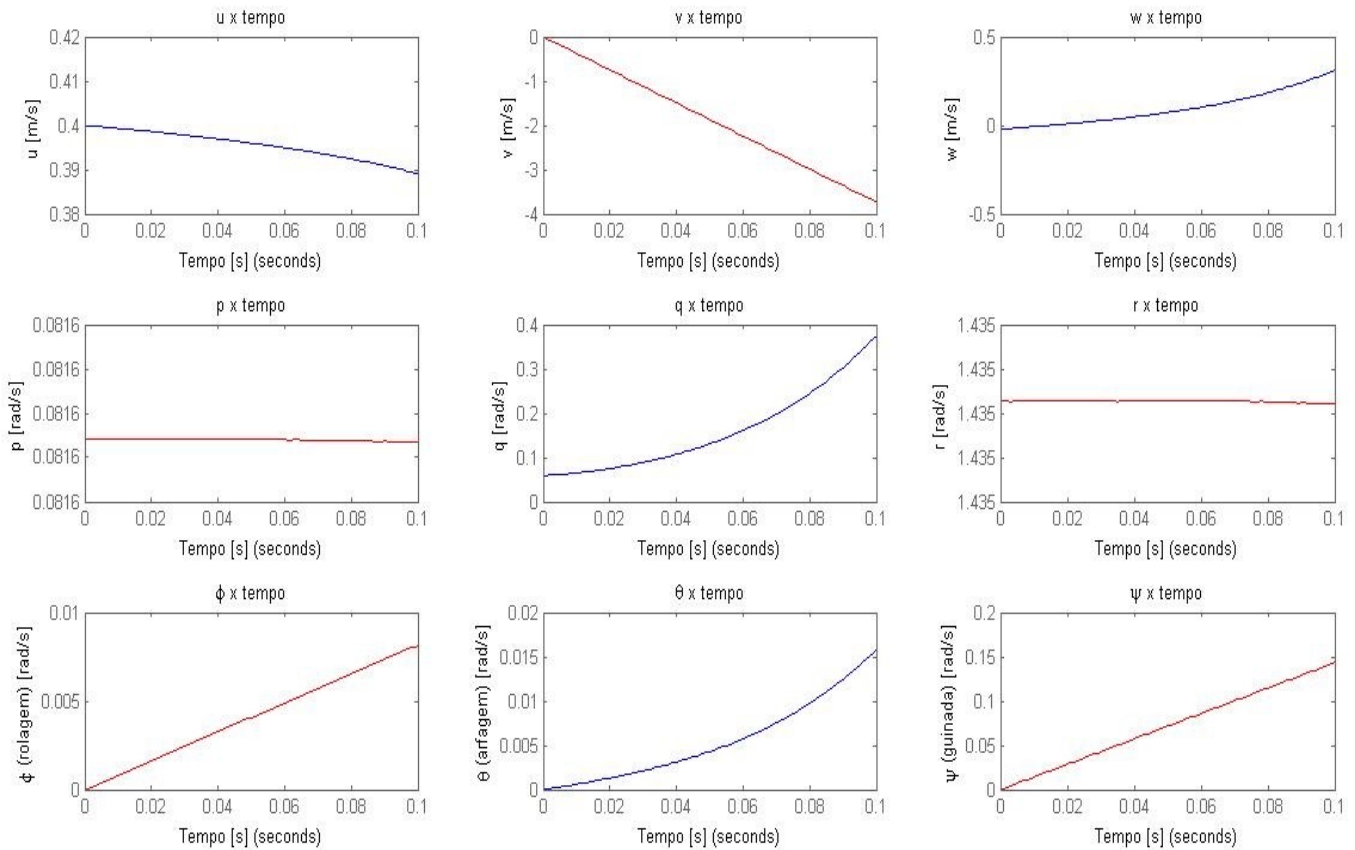 u x tempo
0.42
0.41
0.4
0.39
0.38
u [m/s]
0 0.02 0.04 0.06 0.08 0.1
Tempo [s] (seconds)
v x tempo
0
-1
-2
-3
-4
v [m/s]
0 0.02 0.04 0.06 0.08 0.1
Tempo [s] (seconds)
w x tempo
0.5
0
-0.5
w [m/s]
0 0.02 0.04 0.06 0.08 0.1
Tempo [s] (seconds)
p x tempo
0.0816
0.0816
0.0816
0.0816
0.0816
p [rad/s]
0 0.02 0.04 0.06 0.08 0.1
Tempo [s] (seconds)
q x tempo
0.4
0.3
0.2
0.1
0
q [rad/s]
0 0.02 0.04 0.06 0.08 0.1
Tempo [s] (seconds)
r x tempo
1.435
1.435
1.435
1.435
1.435
r [rad/s]
0 0.02 0.04 0.06 0.08 0.1
Tempo [s] (seconds)
ϕ x tempo
0.01
0.005
0
ϕ (rolagem) [rad/s]
0 0.02 0.04 0.06 0.08 0.1
Tempo [s] (seconds)
θ x tempo
0.02
0.015
0.01
0.005
0
θ (arfagem) [rad/s]
0 0.02 0.04 0.06 0.08 0.1
Tempo [s] (seconds)
ψ x tempo
0.2
0.15
0.1
0.05
0
ψ (guinada) [rad/s]
0 0.02 0.04 0.06 0.08 0.1
Tempo [s] (seconds)